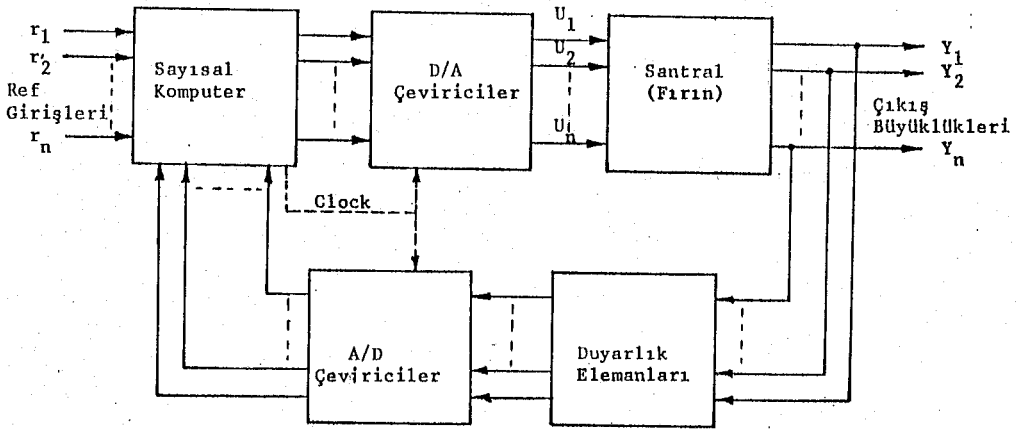 r1
r2
Ref
Girişleri
rn
Sayısal
Komputer
D/A
Çeviriciler
U1
U2
Un
Santral
(Fırın)
Y1
Y2
Çıkış
Büyüklükleri
Yn
Clock
A/D
Çeviriciler
Duyarlık
Elemanları